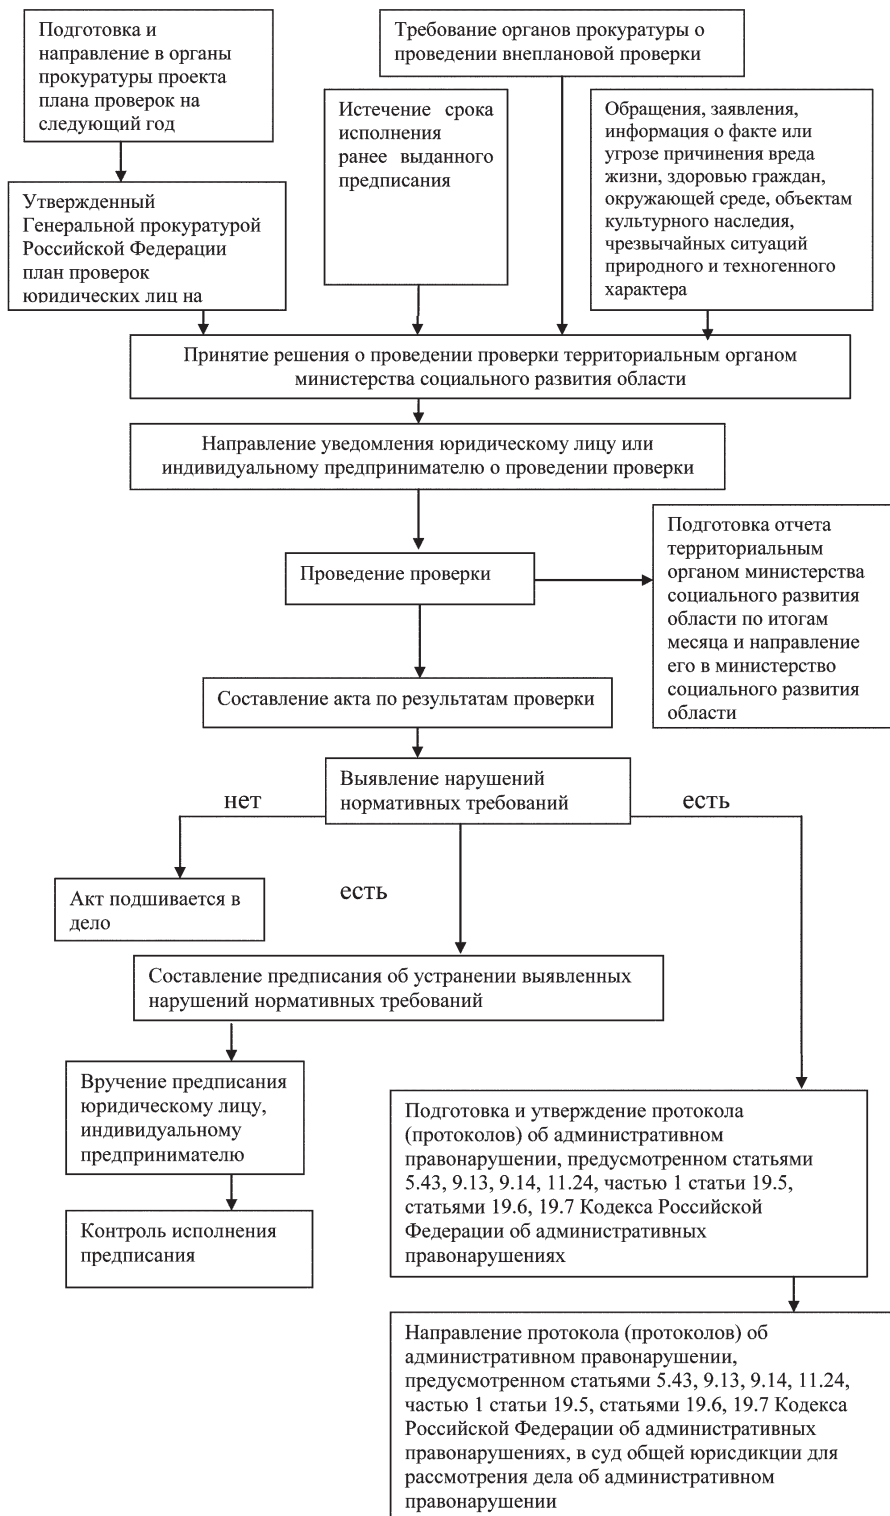 Подготовка и
направление в органы
прокуратуры проекта
плана проверок на
следующий год
Требование органов прокуратуры о
проведении внеплановой проверки
Истечение срока
исполнения
ранее выданного
предписания
Обращения, заявления,
информация о факте или
угрозе причинения вреда
жизни, здоровью граждан,
окружающей среде, объектам
культурного наследия,
чрезвычайных ситуаций
природного и техногенного
характера
Утвержденный
Генеральной прокуратурой
Российской Федерации
план проверок
юридических лиц на
Принятие решения о проведении проверки территориальным органом
министерства социального развития области
Направление уведомления юридическому лицу или
индивидуальному предпринимателю о проведении проверки
Проведение проверки
Подготовка отчета
территориальным
органом министерства
социального развития
области по итогам
месяца и направление
его в министерство
социального развития
области
Составление акта по результатам проверки
Выявление нарушений
нормативных требований
нет
есть
Акт подшивается в
дело
есть
Составление предписания об устранении выявленных
нарушений нормативных требований
Вручение предписания
юридическому лицу,
индивидуальному
предпринимателю
Контроль исполнения
предписания
Подготовка и утверждение протокола
(протоколов) об административном
правонарушении, предусмотренном статьями
5.43, 9.13, 9.14, 11.24, частью 1 статьи 19.5,
статьями 19.6, 19.7 Кодекса Российской
Федерации об административных
правонарушениях
Направление протокола (протоколов) об
административном правонарушении,
предусмотренном статьями 5.43, 9.13, 9.14, 11.24,
частью 1 статьи 19.5, статьями 19.6, 19.7 Кодекса
Российской Федерации об административных
правонарушениях, в суд общей юрисдикции для
рассмотрения дела об административном
правонарушении